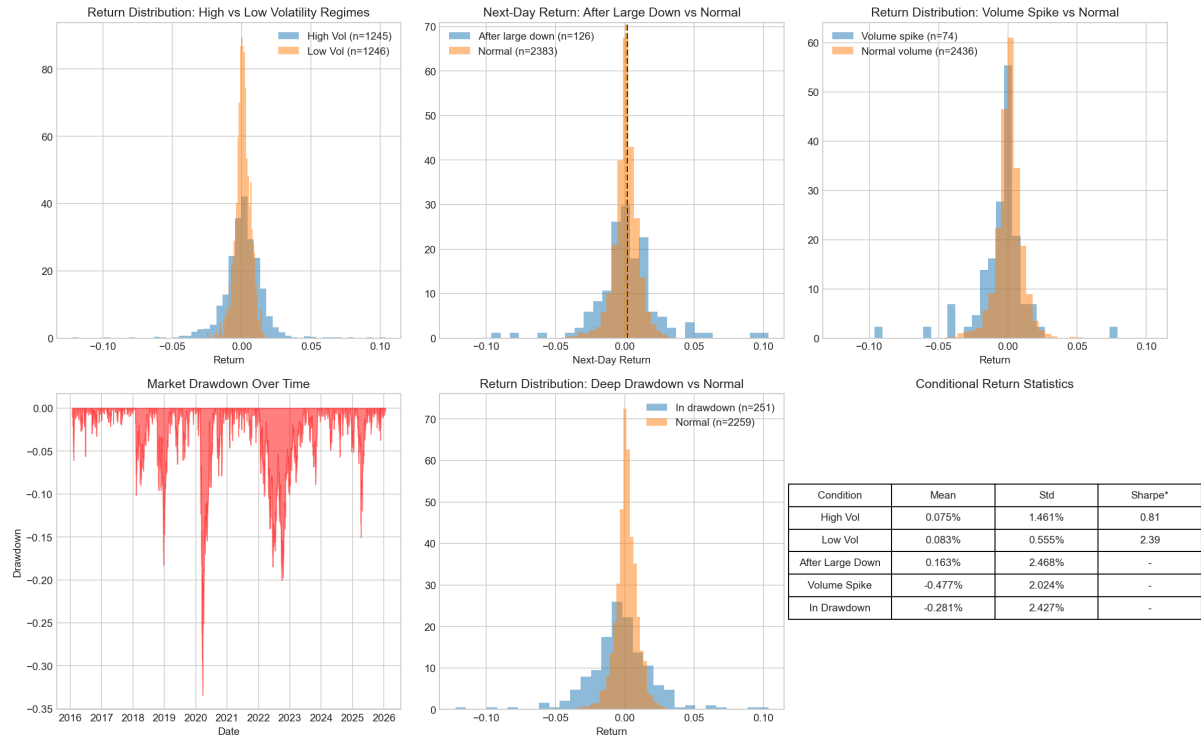 Return Distribution: High vs Low Volatility Regimes
High Vol (n=1245)
Low Vol (n=1246)
80
60
40
20
0
−0.10
−0.05
0.00
0.05
0.10
Return
Next-Day Return: After Large Down vs Normal
After large down (n=126)
Normal (n=2383)
70
60
50
40
30
20
10
0
−0.10
−0.05
0.00
0.05
0.10
Next-Day Return
Return Distribution: Volume Spike vs Normal
Volume spike (n=74)
Normal volume (n=2436)
60
50
40
30
20
10
0
−0.10
−0.05
0.00
0.05
0.10
Return
Market Drawdown Over Time
0.00
−0.05
−0.10
−0.15
−0.20
−0.25
−0.30
−0.35
Drawdown
2016 2017 2018 2019 2020 2021 2022 2023 2024 2025 2026
Date
Return Distribution: Deep Drawdown vs Normal
In drawdown (n=251)
Normal (n=2259)
70
60
50
40
30
20
10
0
−0.10
−0.05
0.00
0.05
0.10
Return
Conditional Return Statistics
Condition Mean Std Sharpe*
High Vol 0.075% 1.461% 0.81
Low Vol 0.083% 0.555% 2.39
After Large Down 0.163% 2.468% -
Volume Spike -0.477% 2.024% -
In Drawdown -0.281% 2.427% -